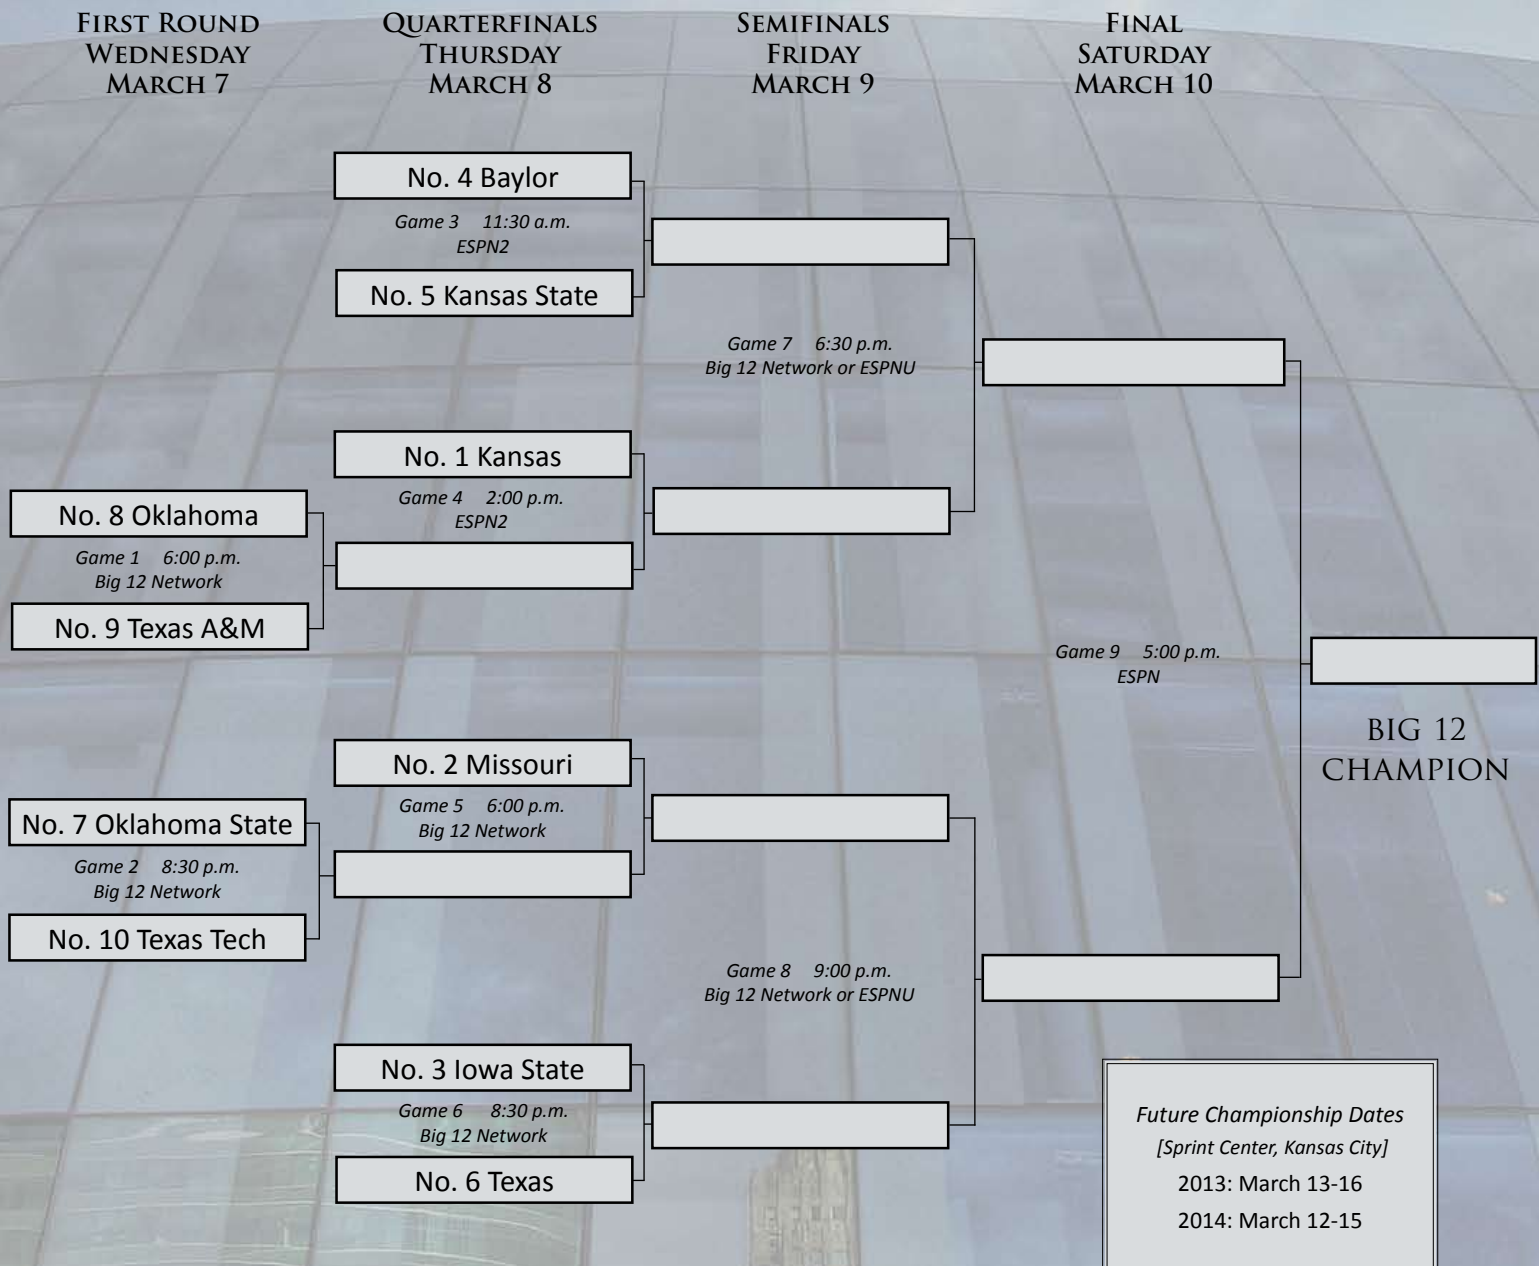 First Round
Wednesday
March 7
Quarterfinals
Thursday
March 8
Semifinals
Friday
March 9
Final
Saturday
March 10
No. 4 Baylor
Game 3 11:30 a.m.
ESPN2
No. 5 Kansas State
Game 7 6:30 p.m.
Big 12 Network or ESPNU
No. 1 Kansas
Game 4 2:00 p.m.
ESPN2
No. 8 Oklahoma
Game 1 6:00 p.m.
Big 12 Network
No. 9 Texas A&M
Game 9 5:00 p.m.
ESPN
BIG 12
CHAMPION
No. 2 Missouri
Game 5 6:00 p.m.
Big 12 Network
No. 7 Oklahoma State
Game 2 8:30 p.m.
Big 12 Network
No. 10 Texas Tech
Game 8 9:00 p.m.
Big 12 Network or ESPNU
No. 3 Iowa State
Game 6 8:30 p.m.
Big 12 Network
No. 6 Texas
Future Championship Dates
[Sprint Center, Kansas City]
2013: March 13-16
2014: March 12-15